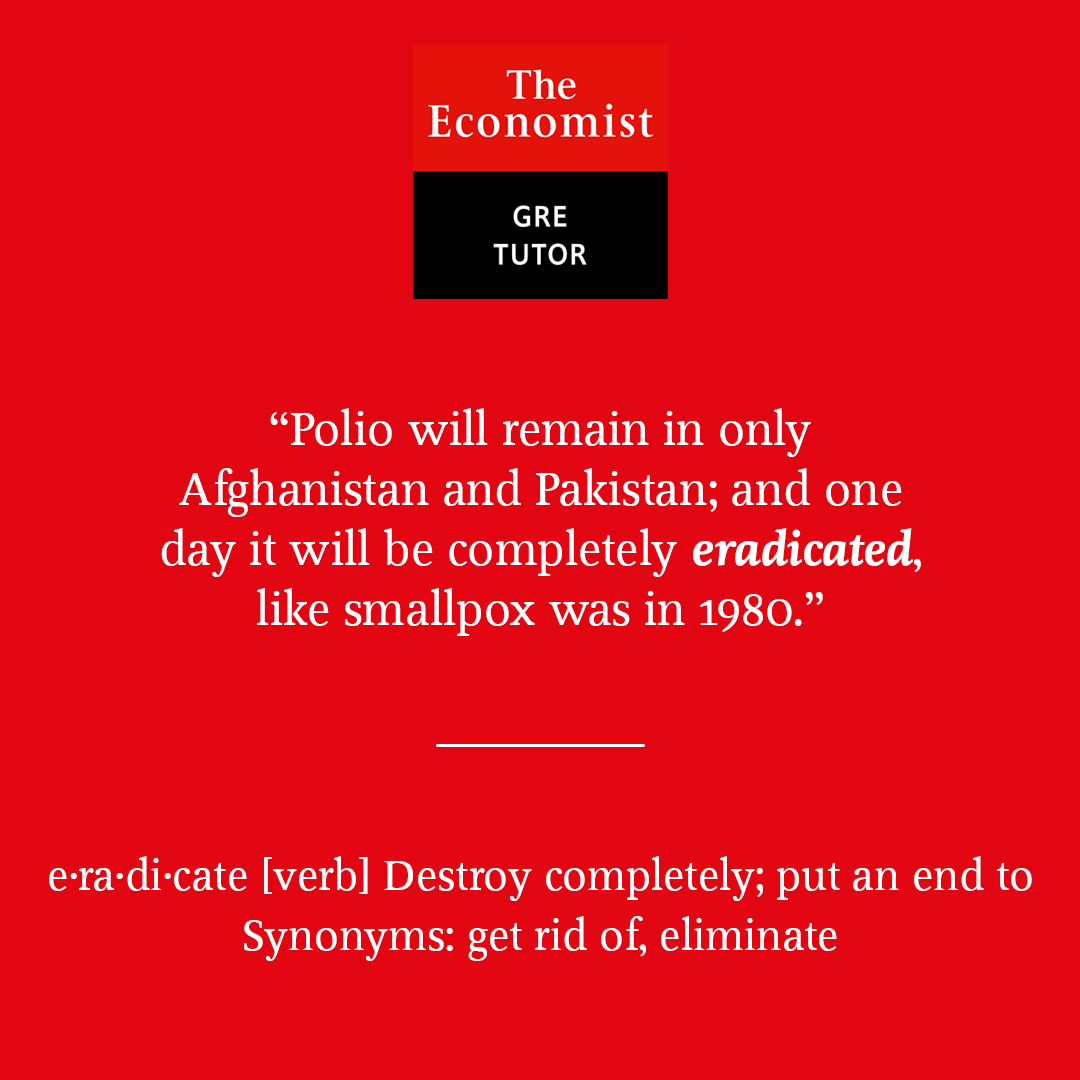 The
Economist
GRE
TUTOR
“Polio will remain in only
Afghanistan and Pakistan; and one
day it will be completely eradicated,
like smallpox was in 1980.”
e·ra·di·cate [verb] Destroy completely; put an end to
Synonyms: get rid of, eliminate